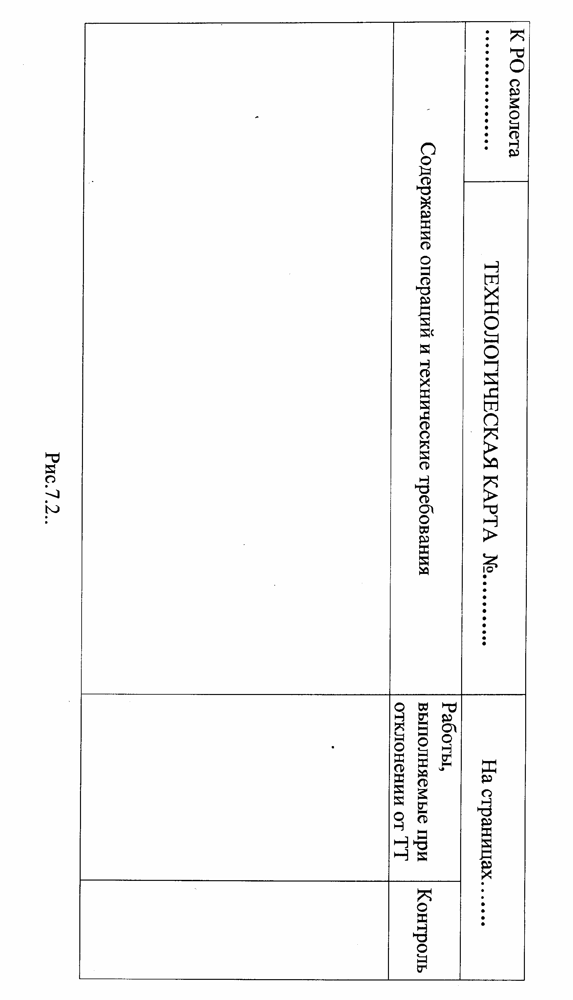 К РО самолета
..................
ТЕХНОЛОГИЧЕСКАЯ КАРТА №...........
На страницах.......
Содержание операций и технические требования
Работы,
выполняемые при
отклонении от ТТ
Контроль
Рис.7.2..